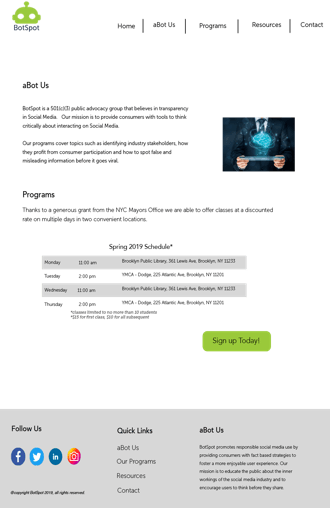 BotSpot
Home
aBot Us
Programs
Resources
Contact
aBot Us
BotSpot is a 501(c)(3) public advocacy group that believes in transparency
in Social Media. Our mission is to provide consumers with tools to think
critically about interacting on Social Media.
Our programs cover topics such as identifying industry stakeholders, how
they profit from consumer participation and how to spot false and
misleading information before it goes viral.
Programs
Thanks to a generous grant from the NYC Mayors Office we are able to offer classes at a discounted
rate on multiple days in two convenient locations.
Spring 2019 Schedule*
Monday 11:00 am Brooklyn Public Library, 361 Lewis Ave, Brooklyn, NY 11233
Tuesday 2:00 pm YMCA - Dodge, 225 Atlantic Ave, Brooklyn, NY 11201
Wednesday 11:00 am Brooklyn Public Library, 361 Lewis Ave, Brooklyn, NY 11233
Thursday 2:00 pm YMCA - Dodge, 225 Atlantic Ave, Brooklyn, NY 11201
*classes limited to no more than 10 students
*$15 for first class, $10 for all subsequent
Sign up Today!
Follow Us
©copyright BotSpot 2019, all rights reserved.
Quick Links
aBot Us
Our Programs
Resources
Contact
aBot Us
BotSpot promotes responsible social media use by
providing consumers with fact based strategies to
foster a more enjoyable user experience. Our
mission is to educate the public about the inner
workings of the social media industry and to
encourage users to think before they share.